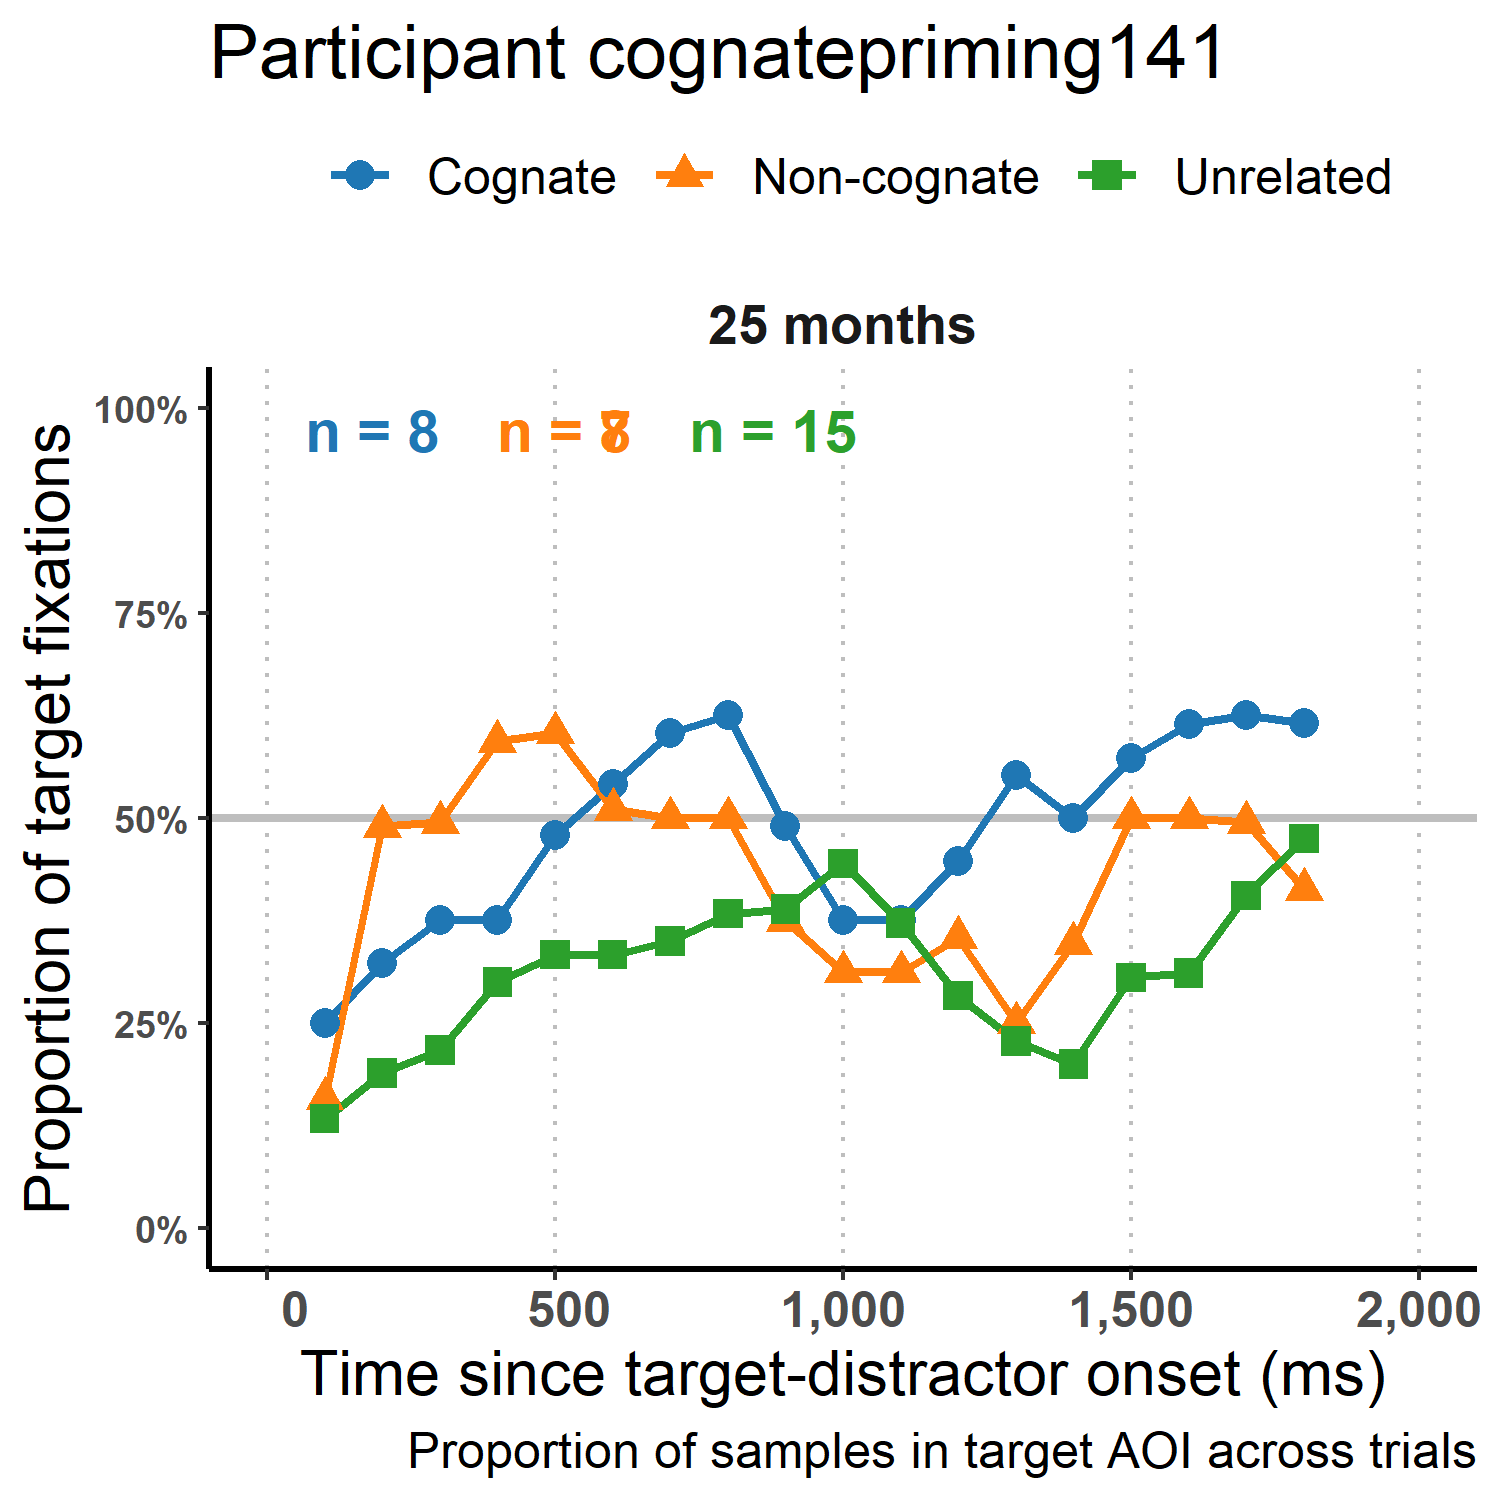 Participant cognatepriming141
Cognate
Non-cognate
Unrelated
25 months
n = 8
n =
n = 15
100%
75%
50%
25%
0%
Proportion of target fixations
0
500
1,000
1,500
2,000
Time since target-distractor onset (ms)
Proportion of samples in target AOI across trials